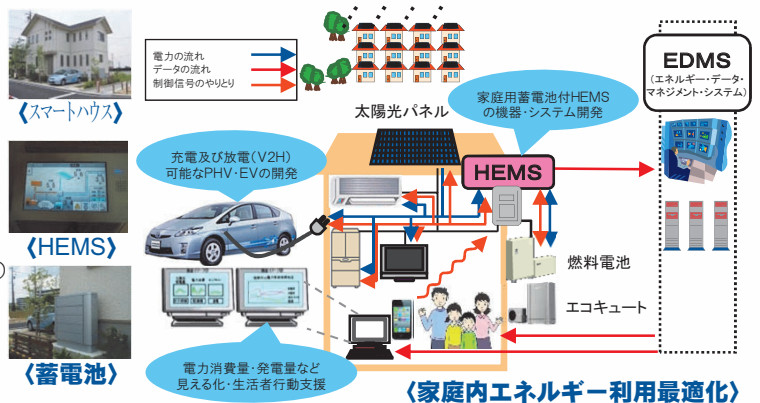 《スマートハウス》
《HEMS》
《蓄電池》
電力の流れ
データの流れ
制御信号のやりとり
太陽光パネル
家庭用蓄電池付HEMS
の機器・システム開発
EDMS
(エネルギー・データ・
マネジメント・システム)
充電及び放電(V2H)
可能なPHV・EVの開発
HEMS
燃料電池
エコキュート
電力消費量・発電量など
見える化・生活者行動支援
《家庭内エネルギー利用最適化》